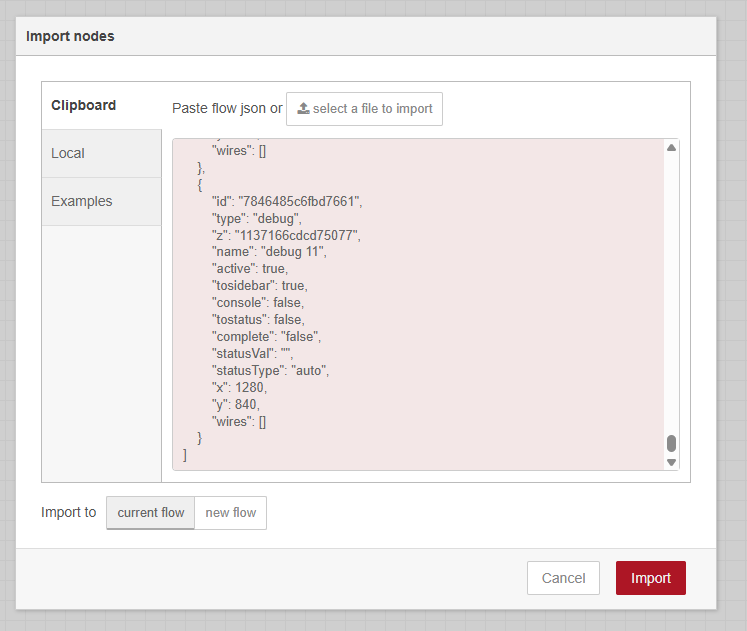 Import nodes
Clipboard
Local
Examples
Paste flow json or
select a file to import
"wires": []
},
{
"id": "7846485c6fbd7661",
"type": "debug",
"z": "1137166cdcd75077",
"name": "debug 11",
"active": true,
"tosidebar": true,
"console": false,
"tostatus": false,
"complete": "false",
"statusVal": "",
"statusType": "auto",
"x": 1280,
"y": 840,
"wires": []
}
]
Import to
current flow
new flow
Cancel
Import